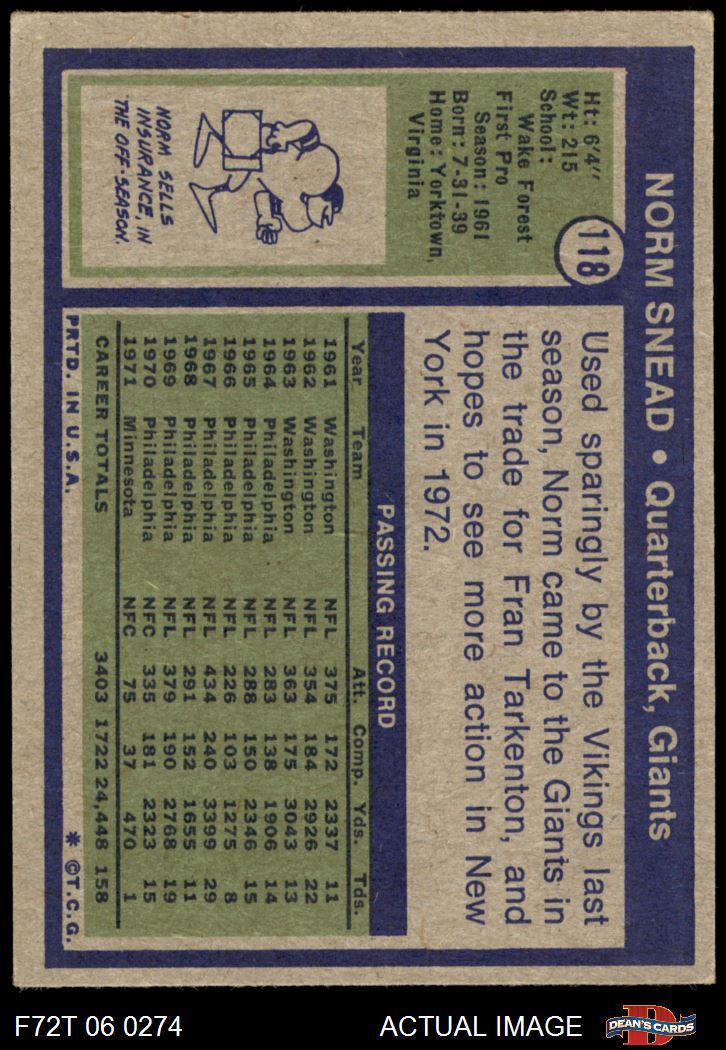 NORM SNEAD • Quarterback, Giants
118
Ht: 6'4"
Wt: 215
School:
Wake Forest
First Pro
Season: 1961
Born: 7-31-39
Home: Yorktown,
Virginia
NORM SELLS
INSURANCE, IN
THE OFF-SEASON.
Used sparingly by the Vikings last
season, Norm came to the Giants in
the trade for Fran Tarkenton, and
hopes to see more action in New
York in 1972.
PASSING RECORD
Year Team Att. Comp. Yds. Tds.
1961 Washington NFL 375 172 2337 11
1962 Washington NFL 354 184 2926 22
1963 Washington NFL 363 175 3043 13
1964 Philadelphia NFL 283 138 1906 14
1965 Philadelphia NFL 288 150 2346 15
1966 Philadelphia NFL 226 103 1275 8
1967 Philadelphia NFL 434 240 3399 29
1968 Philadelphia NFL 291 152 1655 11
1969 Philadelphia NFL 379 190 2768 19
1970 Philadelphia NFC 335 181 2323 15
1971 Minnesota NFC 75 37 470 1
CAREER TOTALS 3403 1722 24,448 158
PRTD. IN U.S.A. * ©T.C.G.
F72T 06 0274 ACTUAL IMAGE
DEAN'S CARDS